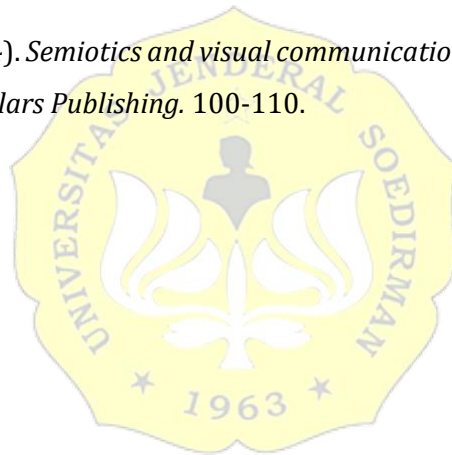 ). Semiotics and visual communicatio
lars Publishing. 100-110.
UNIVERSITAS JENDERAL SOEDIRMAN
1963